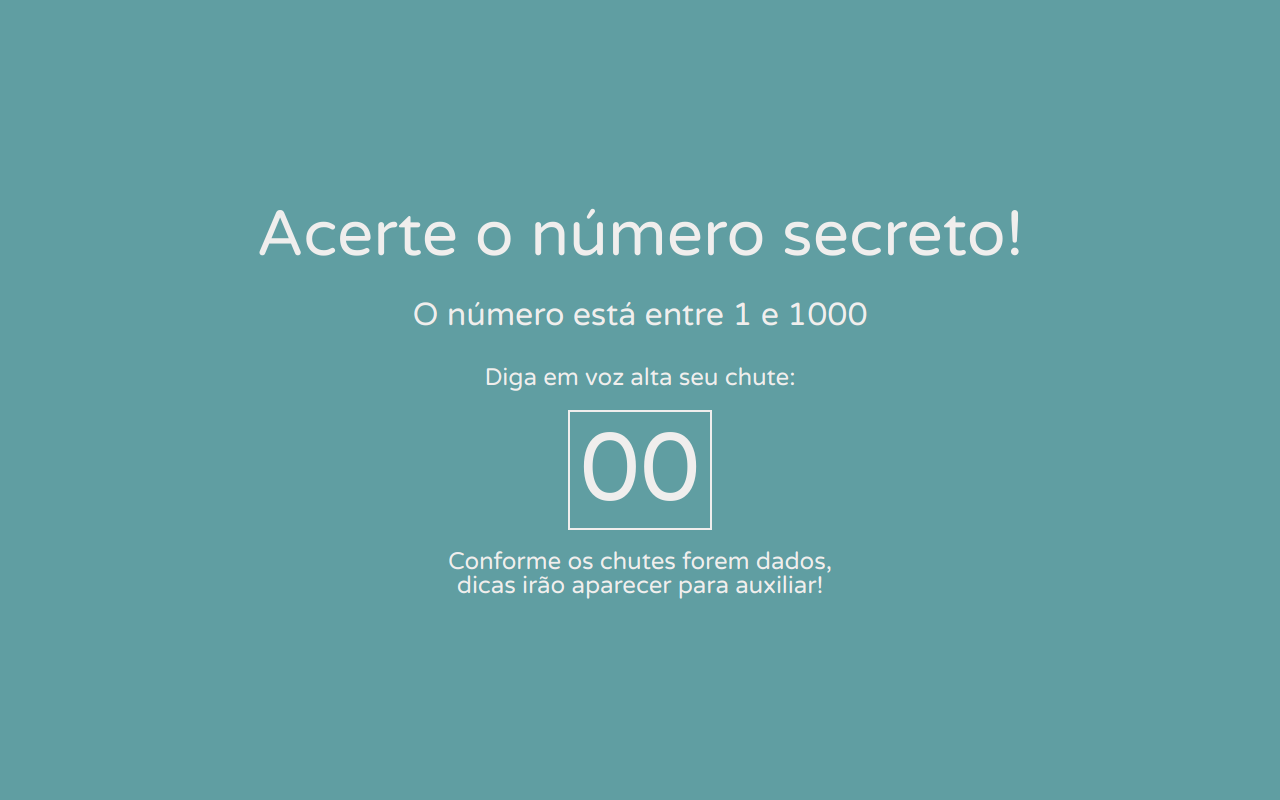 Acerte o número secreto!
O número está entre 1 e 1000
Diga em voz alta seu chute:
00
Conforme os chutes forem dados,
dicas irão aparecer para auxiliar!